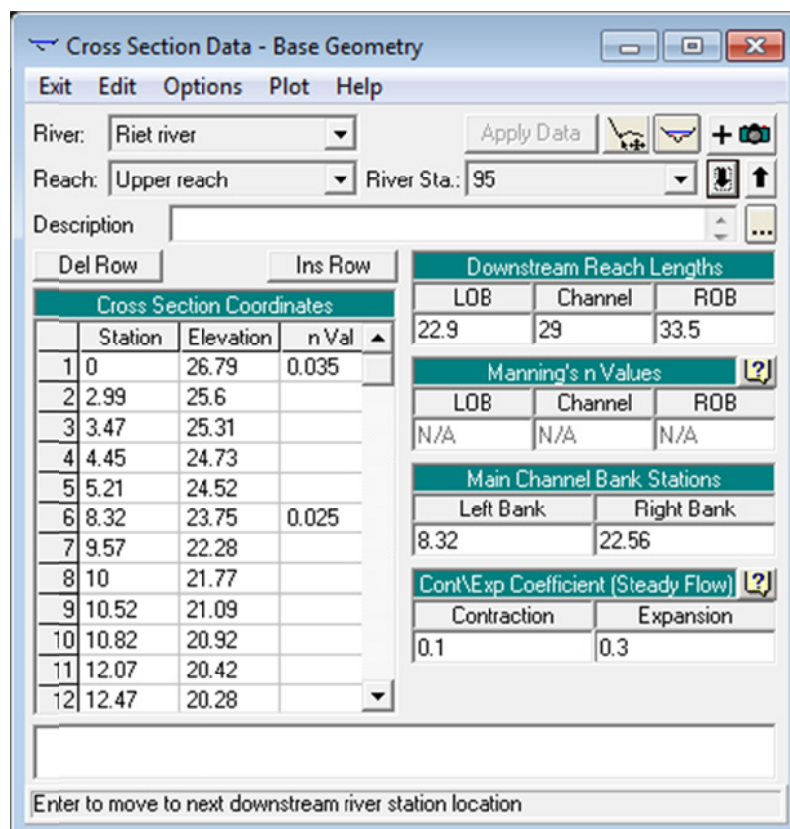 Cross Section Data - Base Geometry
Exit Edit Options Plot Help
River: Riet river Apply Data
Reach: Upper reach River Sta.: 95
Description ...
Del Row Ins Row
Cross Section Coordinates
Station Elevation n Val
1 0 26.79 0.035
2 2.99 25.6
3 3.47 25.31
4 4.45 24.73
5 5.21 24.52
6 8.32 23.75 0.025
7 9.57 22.28
8 10 21.77
9 10.52 21.09
10 10.82 20.92
11 12.07 20.42
12 12.47 20.28
Downstream Reach Lengths
LOB Channel ROB
22.9 29 33.5
Manning's n Values
LOB Channel ROB
N/A N/A N/A
Main Channel Bank Stations
Left Bank Right Bank
8.32 22.56
Cont\Exp Coefficient (Steady Flow)
Contraction Expansion
0.1 0.3
Enter to move to next downstream river station location